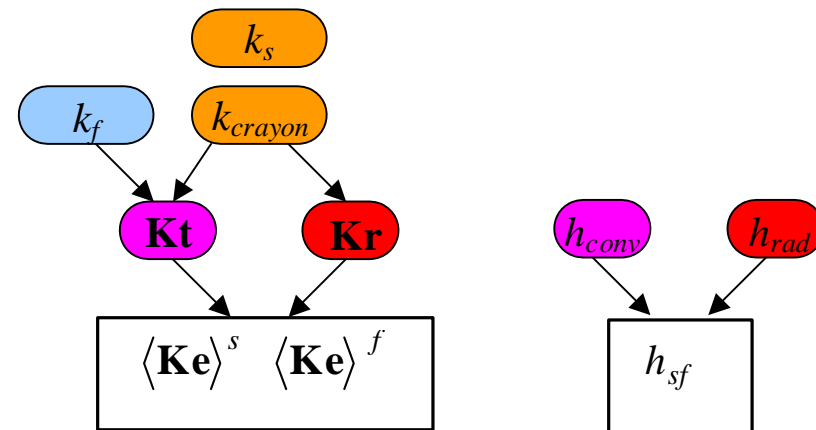 k_s
k_f k_crayon
Kt Kr h_conv h_rad
⟨Ke⟩^s ⟨Ke⟩^f h_sf